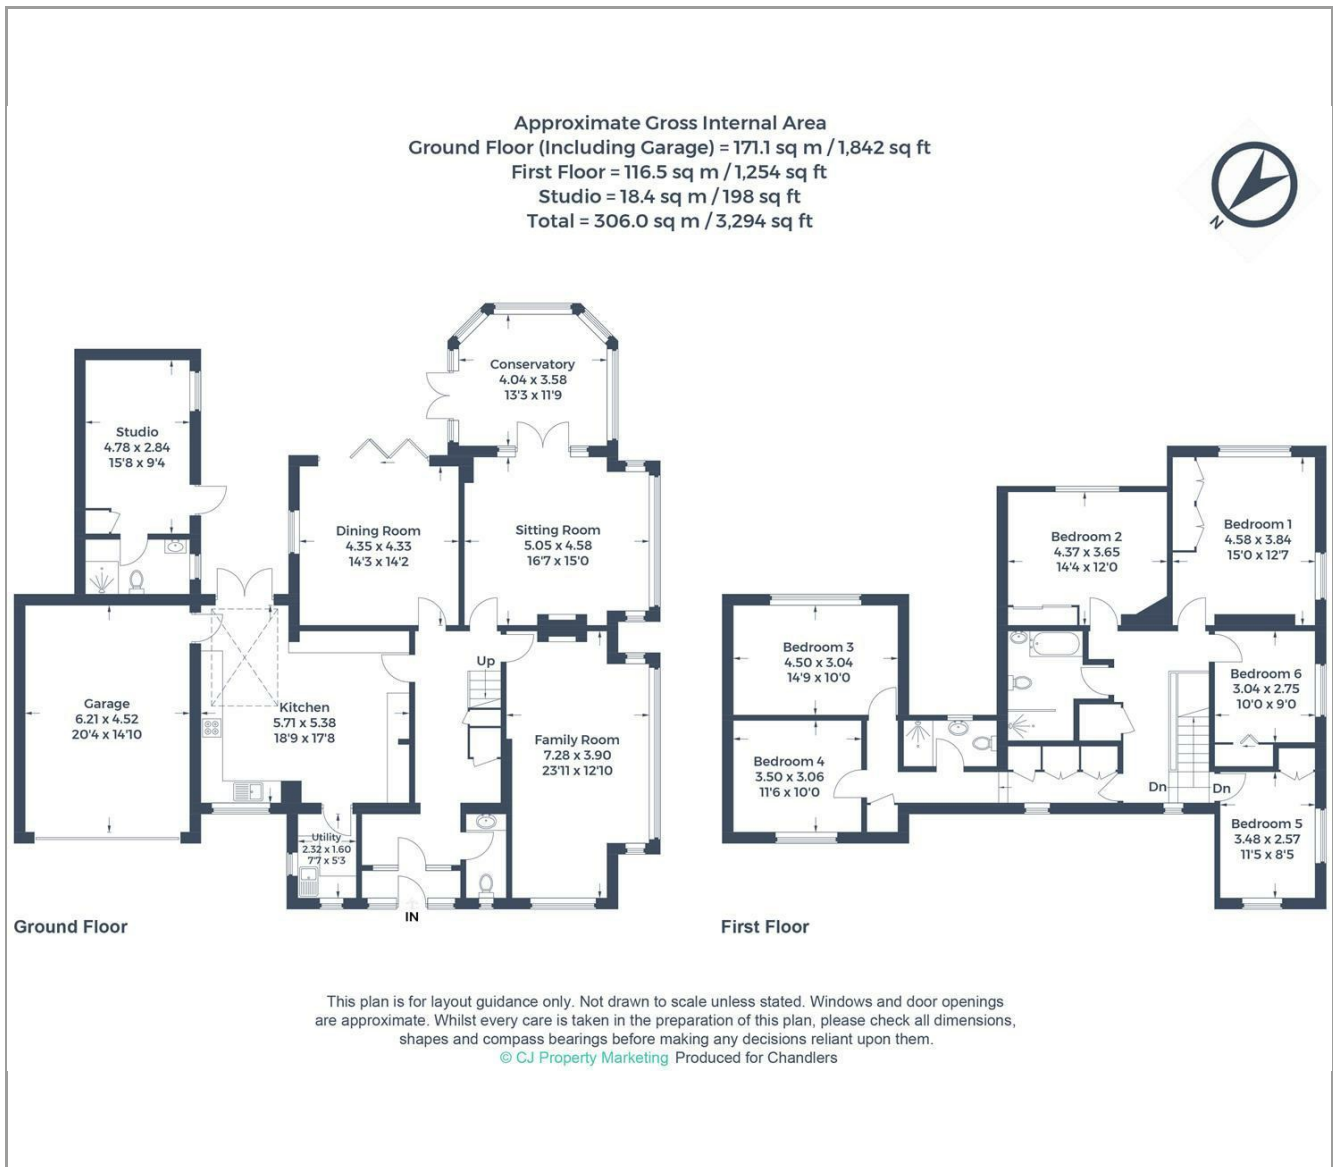 Approximate Gross Internal Area
Ground Floor (Including Garage) = 171.1 sq m / 1,842 sq ft
First Floor = 116.5 sq m / 1,254 sq ft
Studio = 18.4 sq m / 198 sq ft
Total = 306.0 sq m / 3,294 sq ft
N
Conservatory
4.04 x 3.58
13'3 x 11'9
Studio
4.78 x 2.84
15'8 x 9'4
Dining Room
4.35 x 4.33
14'3 x 14'2
Sitting Room
5.05 x 4.58
16'7 x 15'0
Up
Garage
6.21 x 4.52
20'4 x 14'10
Kitchen
5.71 x 5.38
18'9 x 17'8
Family Room
7.28 x 3.90
23'11 x 12'10
Utility
2.32 x 1.60
7'7 x 5'3
IN
Ground Floor
Bedroom 1
4.58 x 3.84
15'0 x 12'7
Bedroom 2
4.37 x 3.65
14'4 x 12'0
Bedroom 3
4.50 x 3.04
14'9 x 10'0
Bedroom 6
3.04 x 2.75
10'0 x 9'0
Bedroom 4
3.50 x 3.06
11'6 x 10'0
Dn
Dn
Bedroom 5
3.48 x 2.57
11'5 x 8'5
First Floor
This plan is for layout guidance only. Not drawn to scale unless stated. Windows and door openings
are approximate. Whilst every care is taken in the preparation of this plan, please check all dimensions,
shapes and compass bearings before making any decisions reliant upon them.
© CJ Property Marketing Produced for Chandlers